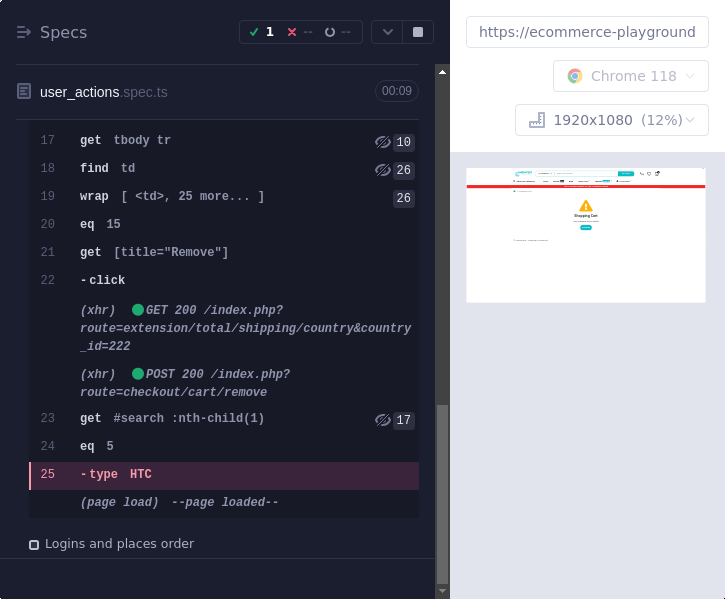 Specs
1
--
--
https://ecommerce-playground
Chrome 118
1920x1080 (12%)
user_actions.spec.ts
00:09
17 get tbody tr 10
18 find td 26
19 wrap [ <td>, 25 more... ] 26
20 eq 15
21 get [title="Remove"]
22 -click
(xhr) GET 200 /index.php?
route=extension/total/shipping/country&country
_id=222
(xhr) POST 200 /index.php?
route=checkout/cart/remove
23 get #search :nth-child(1) 17
24 eq 5
25 -type HTC
(page load) --page loaded--
Logins and places order
Shopping Cart